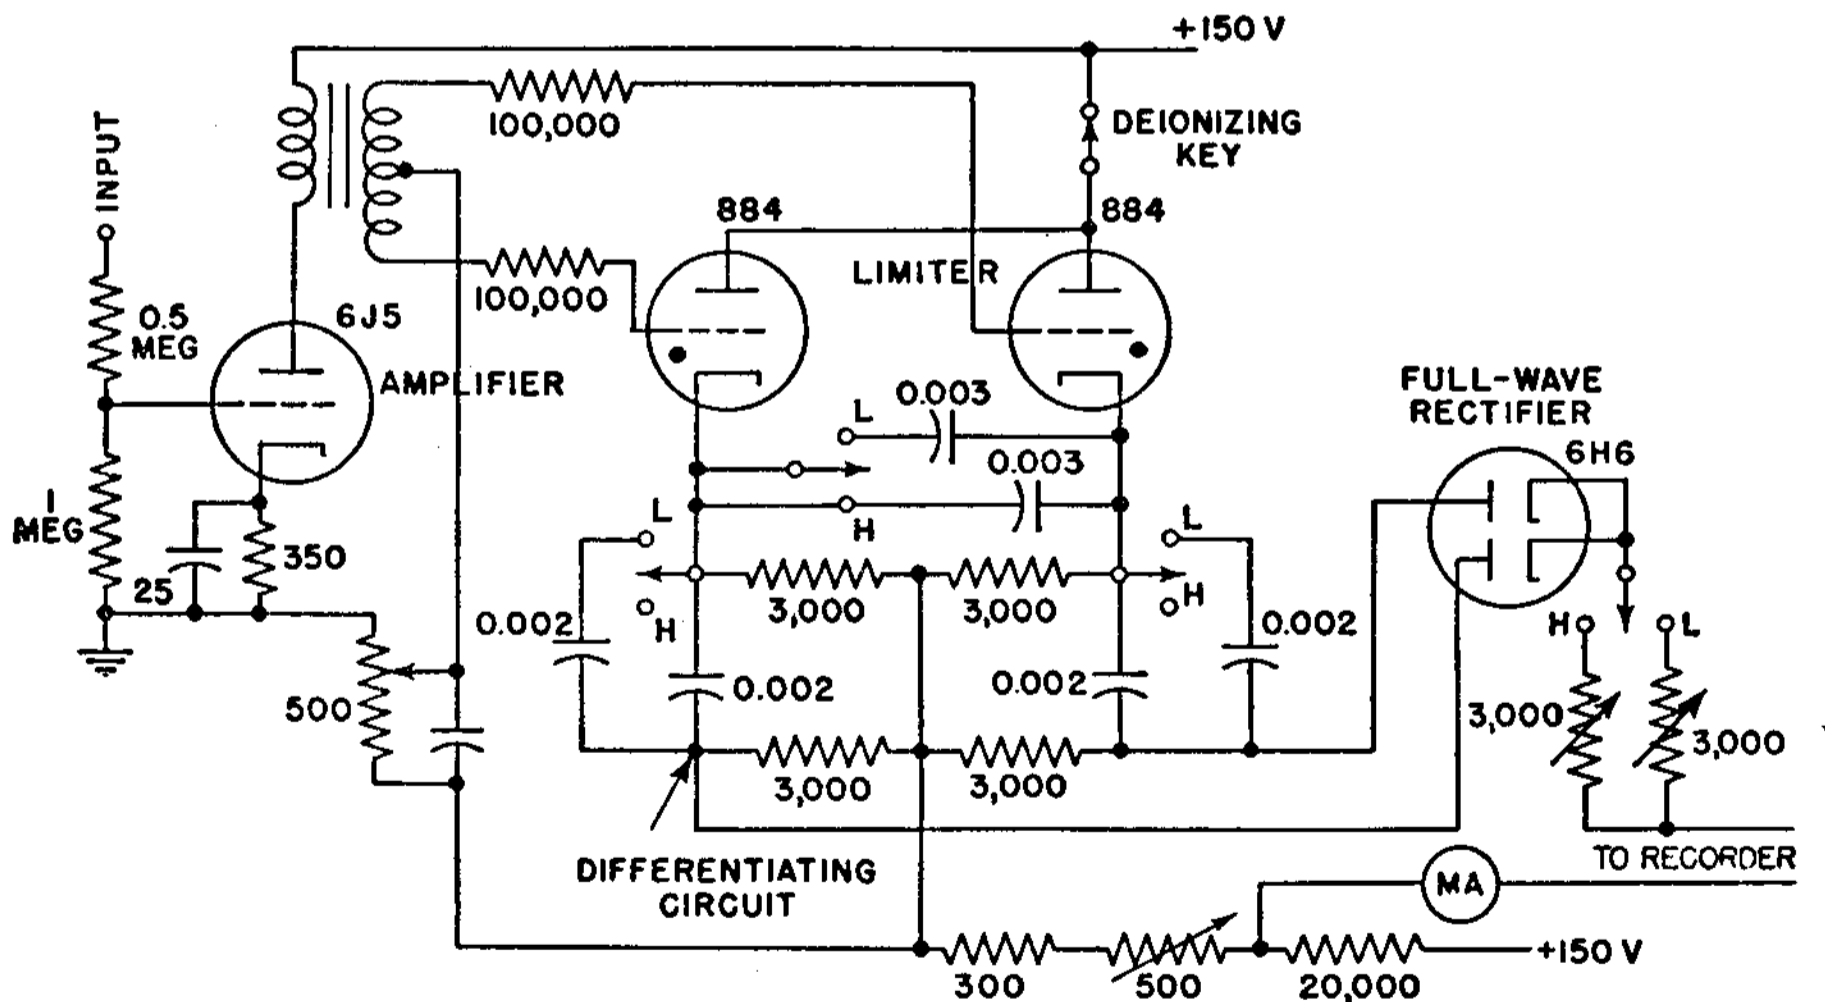 +150 V
INPUT
100,000
DEIONIZING
KEY
884
884
LIMITER
100,000
0.5
MEG
6J5
AMPLIFIER
FULL-WAVE
RECTIFIER
6H6
L
0.003
0.003
H
1
MEG
25
350
L
H
L
H
3,000
3,000
0.002
0.002
0.002
0.002
H
L
500
3,000
3,000
3,000
3,000
DIFFERENTIATING
CIRCUIT
TO RECORDER
MA
300
500
20,000
+150 V